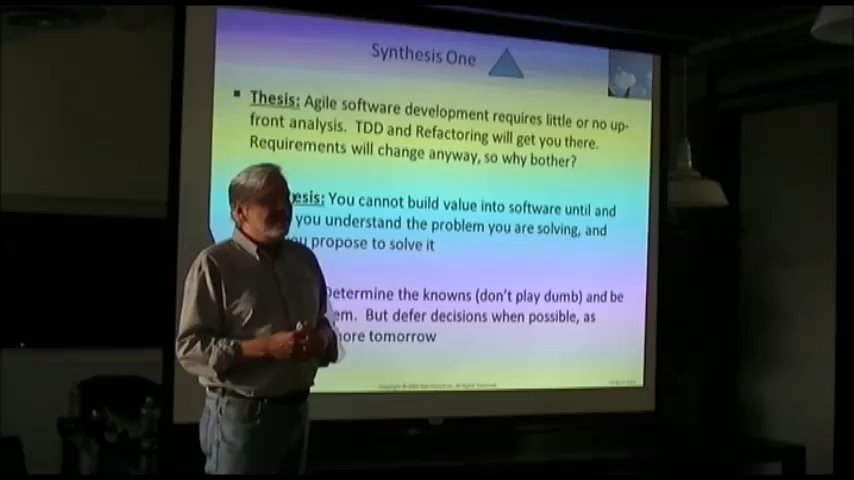 Synthesis One
▪ Thesis: Agile software development requires little or no up-
front analysis. TDD and Refactoring will get you there.
Requirements will change anyway, so why bother?
esis: You cannot build value into software until and
you understand the problem you are solving, and
ou propose to solve it
Determine the knowns (don't play dumb) and be
em. But defer decisions when possible, as
ore tomorrow